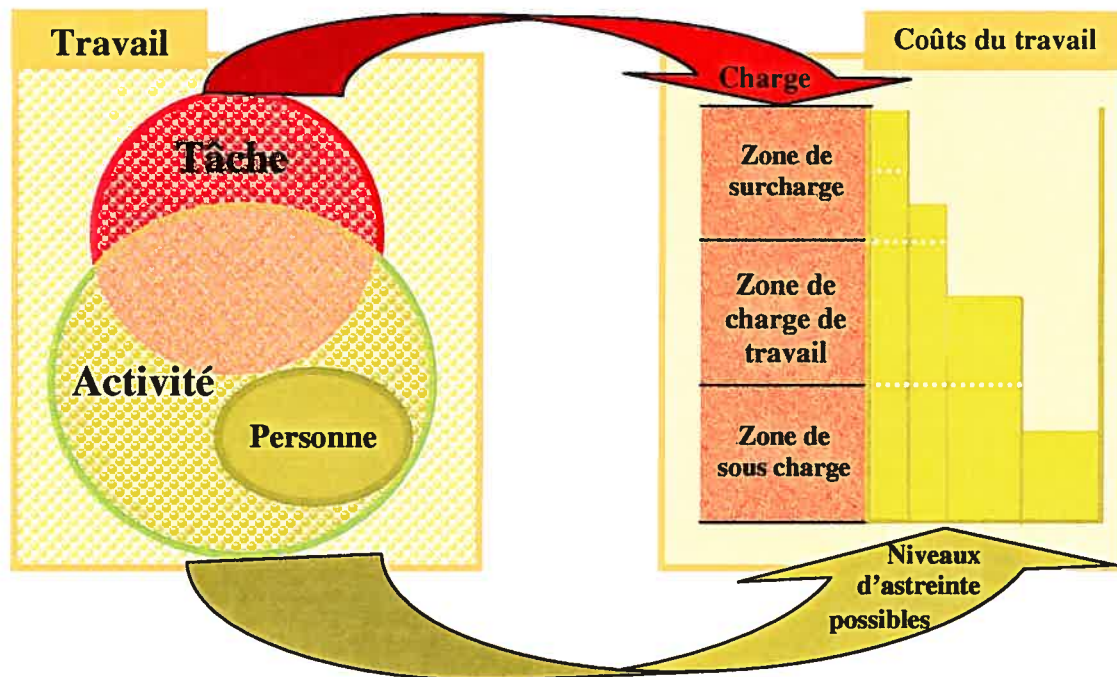 Travail
Tâche
Activité
Personne
Coûts du travail
Charge
Zone de
surcharge
Zone de
charge de
travail
Zone de
sous charge
Niveaux
d'astreinte
possibles